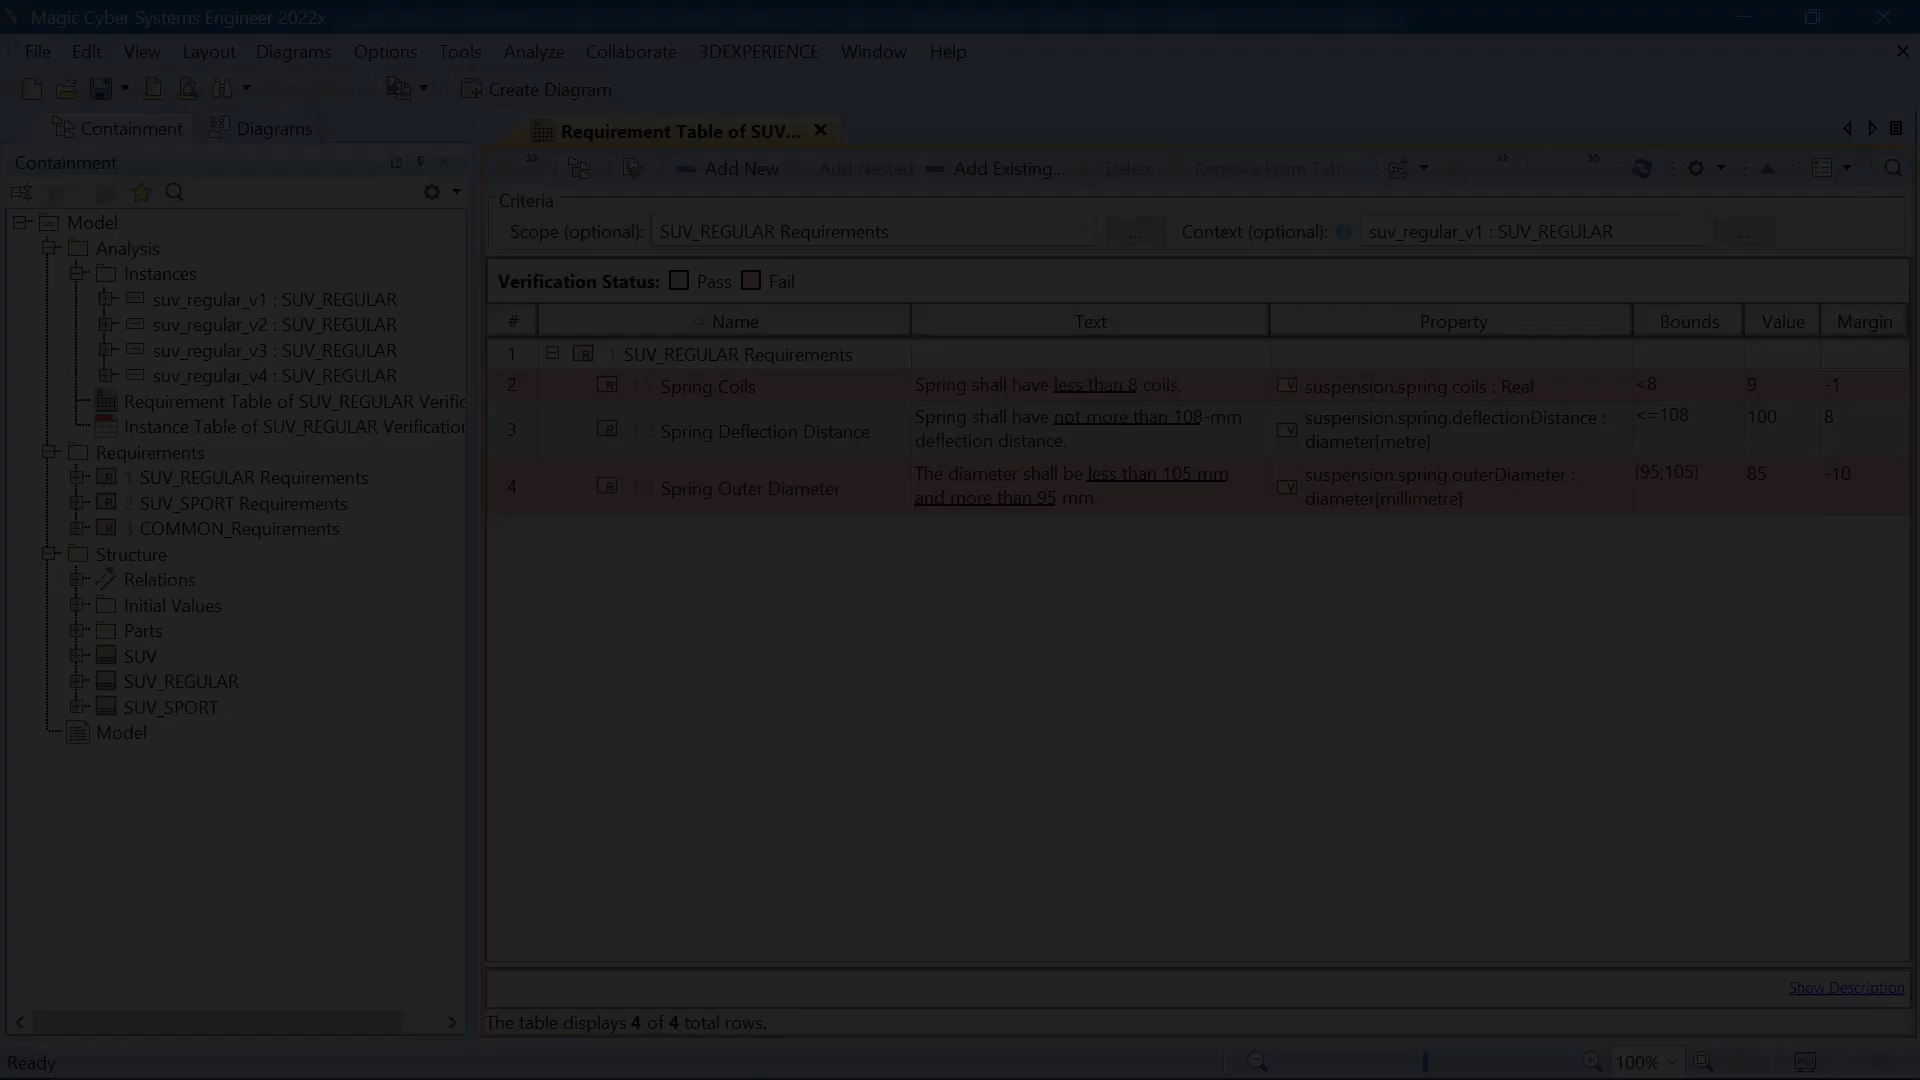 Magic Cyber Systems Engineer 2022x
File Edit View Layout Diagrams Options Tools Analyze Collaborate 3DEXPERIENCE Window Help
Create Diagram
Containment Diagrams
Requirement Table of SUV...
Containment
Add New Add Nested Add Existing... Delete Remove From Tab...
Criteria
Scope (optional): SUV_REGULAR Requirements ... Context (optional): suv_regular_v1 : SUV_REGULAR ...
Model
Analysis
Instances
suv_regular_v1 : SUV_REGULAR
suv_regular_v2 : SUV_REGULAR
suv_regular_v3 : SUV_REGULAR
suv_regular_v4 : SUV_REGULAR
Requirement Table of SUV_REGULAR Verific
Instance Table of SUV_REGULAR Verification
Requirements
1 SUV_REGULAR Requirements
2 SUV_SPORT Requirements
3 COMMON_Requirements
Structure
Relations
Initial Values
Parts
SUV
SUV_REGULAR
SUV_SPORT
Model
Verification Status: Pass Fail
# Name Text Property Bounds Value Margin
1 R 1 SUV_REGULAR Requirements
2 R Spring Coils Spring shall have less than 8 coils. V suspension.spring.coils : Real <8 9 -1
3 R 1.2 Spring Deflection Distance Spring shall have not more than 108-mm deflection distance. V suspension.spring.deflectionDistance : diameter[metre] <=108 100 8
4 R Spring Outer Diameter The diameter shall be less than 105 mm and more than 95 mm. V suspension.spring.outerDiameter : diameter[millimetre] (95;105) 85 -10
Show Description
The table displays 4 of 4 total rows.
Ready
100%